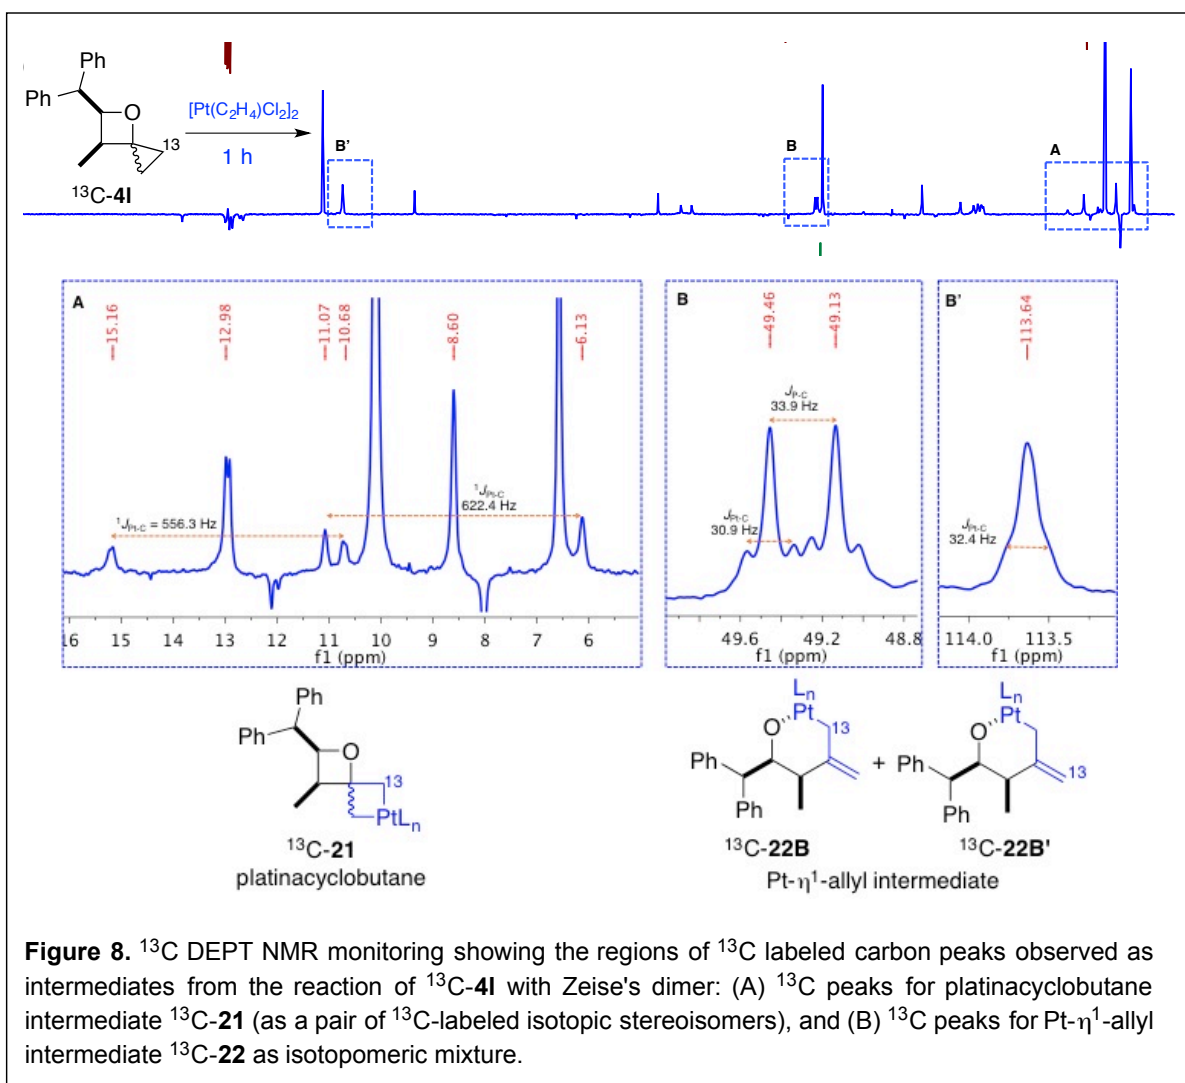 Ph
Ph
O
13
¹³C-4l
[Pt(C₂H₄)Cl₂]₂
1 h
B'
B
A
A
15.16
12.98
11.07
10.68
8.60
6.13
¹J_Pt-C = 556.3 Hz
¹J_Pt-C
622.4 Hz
16 15 14 13 12 11 10 9 8 7 6
f1 (ppm)
B
49.46
49.13
J_P-C
33.9 Hz
J_Pt-C
30.9 Hz
49.6 49.2 48.8
f1 (ppm)
B'
113.64
J_Pt-C
32.4 Hz
114.0 113.5
f1 (ppm)
Ph
Ph
O
13
PtLₙ
¹³C-21
platinacyclobutane
Lₙ
Pt
O
13
Ph
Ph
¹³C-22B
+
Lₙ
Pt
O
Ph
13
Ph
¹³C-22B'
Pt-η¹-allyl intermediate
Figure 8. ¹³C DEPT NMR monitoring showing the regions of ¹³C labeled carbon peaks observed as
intermediates from the reaction of ¹³C-4l with Zeise's dimer: (A) ¹³C peaks for platinacyclobutane
intermediate ¹³C-21 (as a pair of ¹³C-labeled isotopic stereoisomers), and (B) ¹³C peaks for Pt-η¹-allyl
intermediate ¹³C-22 as isotopomeric mixture.